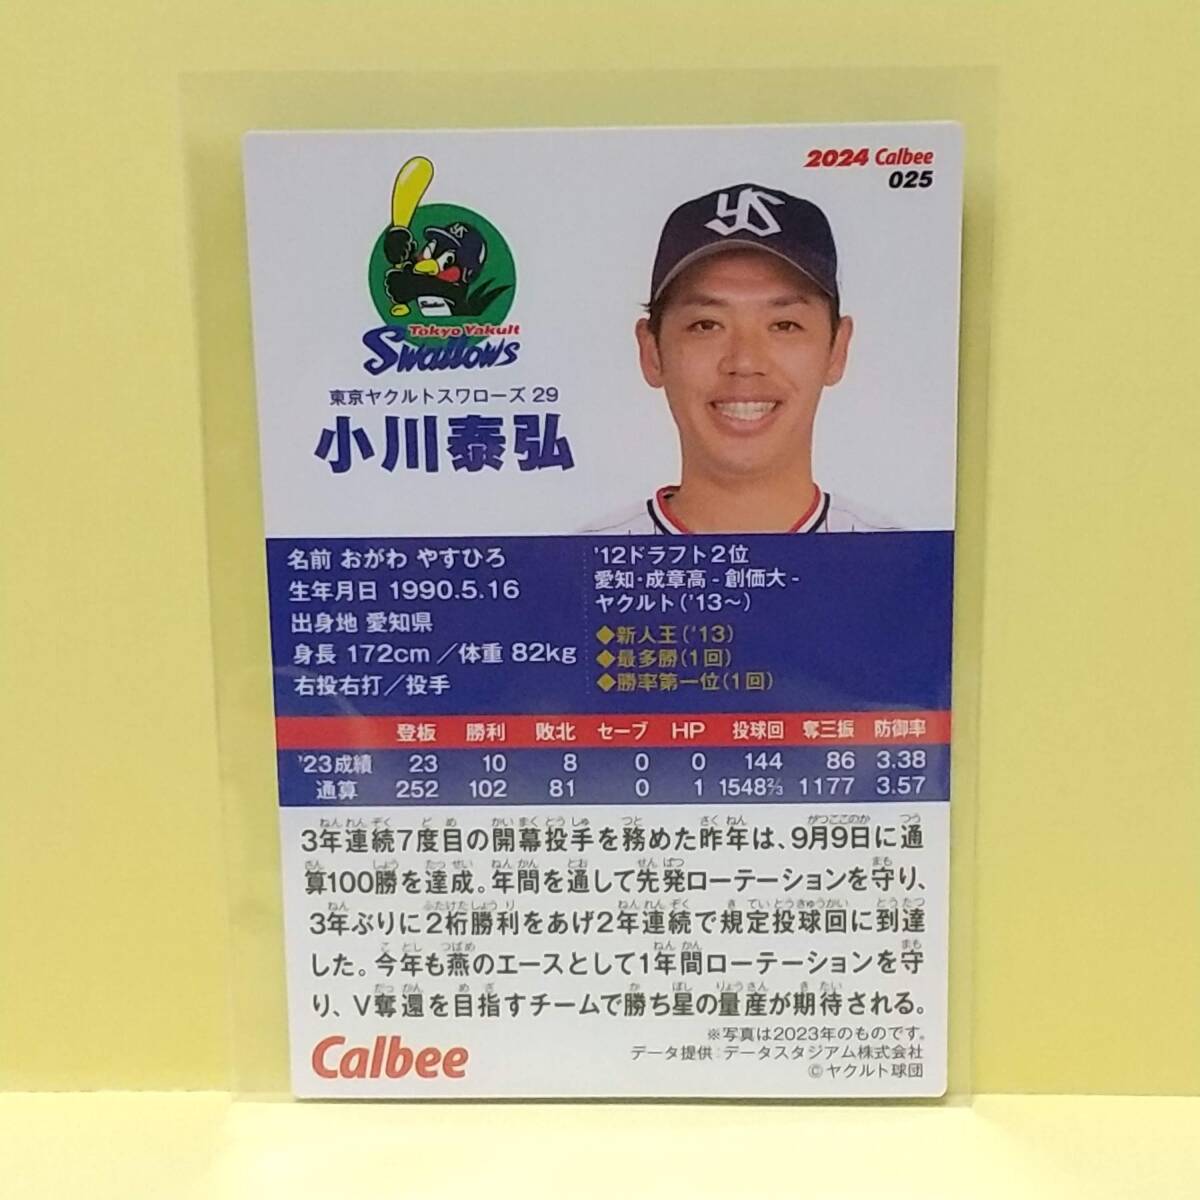 2024 Calbee
025
YS
Swallows
Tokyo Yakult
Swallows
東京ヤクルトスワローズ 29
小川泰弘
名前 おがわ やすひろ
生年月日 1990.5.16
出身地 愛知県
身長 172cm／体重 82kg
右投右打／投手
'12ドラフト2位
愛知・成章高 - 創価大 -
ヤクルト('13〜)
◆新人王('13)
◆最多勝(1回)
◆勝率第一位(1回)
登板 勝利 敗北 セーブ HP 投球回 奪三振 防御率
'23成績 23 10 8 0 0 144 86 3.38
通算 252 102 81 0 1 1548 2/3 1177 3.57
3年連続7度目の開幕投手を務めた昨年は、9月9日に通
算100勝を達成。年間を通して先発ローテーションを守り、
3年ぶりに2桁勝利をあげ2年連続で規定投球回に到達
した。今年も燕のエースとして1年間ローテーションを守
り、V奪還を目指すチームで勝ち星の量産が期待される。
※写真は2023年のものです。
データ提供：データスタジアム株式会社
©ヤクルト球団
Calbee